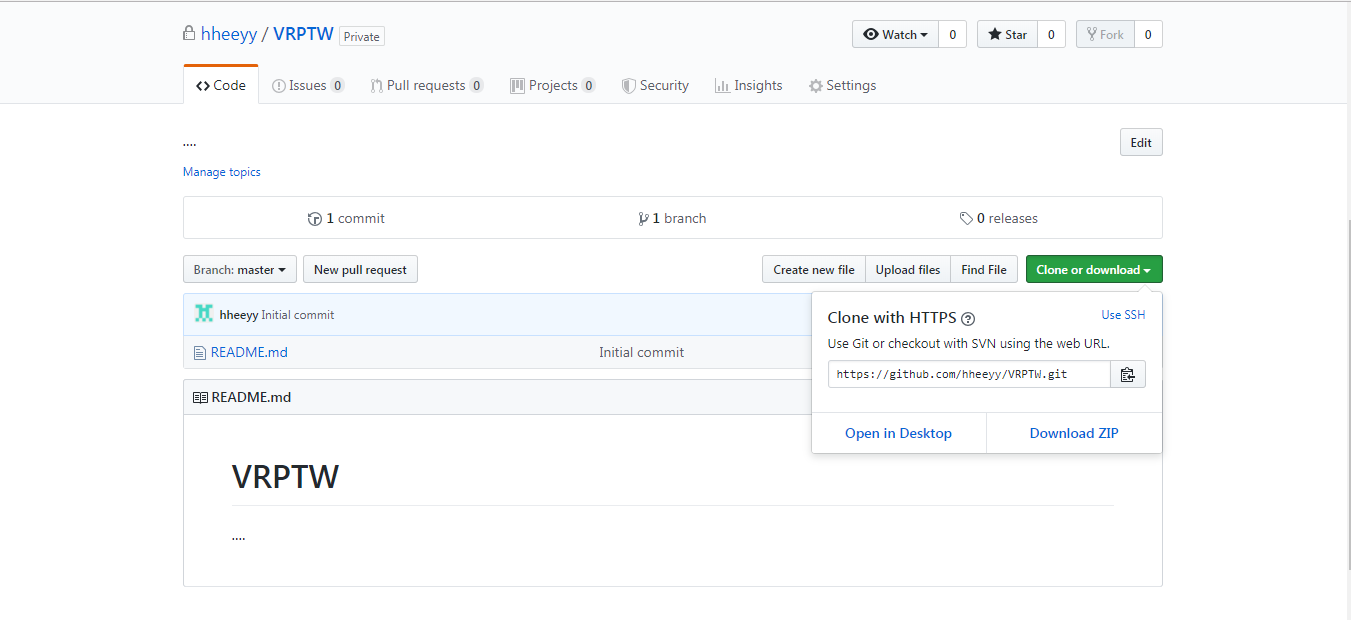 hheeyy / VRPTW Private Watch 0 Star 0 Fork 0
Code Issues 0 Pull requests 0 Projects 0 Security Insights Settings
.... Edit
Manage topics
1 commit 1 branch 0 releases
Branch: master New pull request Create new file Upload files Find File Clone or download
hheeyy Initial commit
README.md Initial commit
Clone with HTTPS ? Use SSH
Use Git or checkout with SVN using the web URL.
https://github.com/hheeyy/VRPTW.git
Open in Desktop Download ZIP
README.md
VRPTW
....